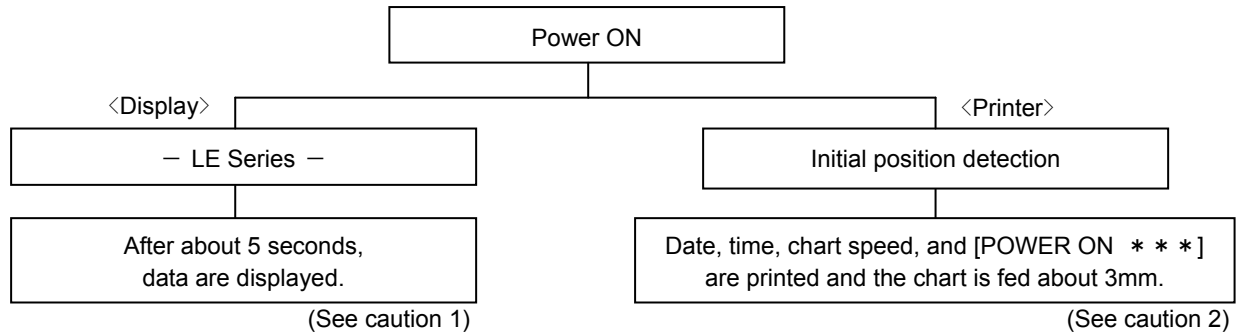 Power ON
〈Display〉
〈Printer〉
− LE Series −
Initial position detection
After about 5 seconds,
data are displayed.
Date, time, chart speed, and [POWER ON ＊＊＊]
are printed and the chart is fed about 3mm.
(See caution 1)
(See caution 2)